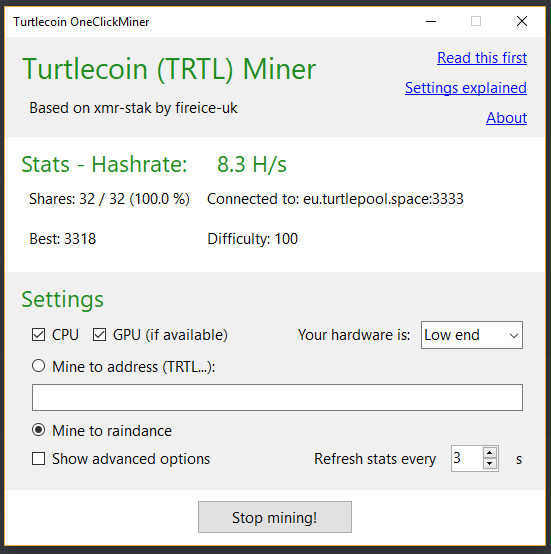 Turtlecoin OneClickMiner
Turtlecoin (TRTL) Miner
Read this first
Based on xmr-stak by fireice-uk
Settings explained
About
Stats - Hashrate: 8.3 H/s
Shares: 32 / 32 (100.0 %) Connected to: eu.turtlepool.space:3333
Best: 3318 Difficulty: 100
Settings
CPU GPU (if available) Your hardware is: Low end
Mine to address (TRTL...):
Mine to raindance
Show advanced options Refresh stats every 3 s
Stop mining!